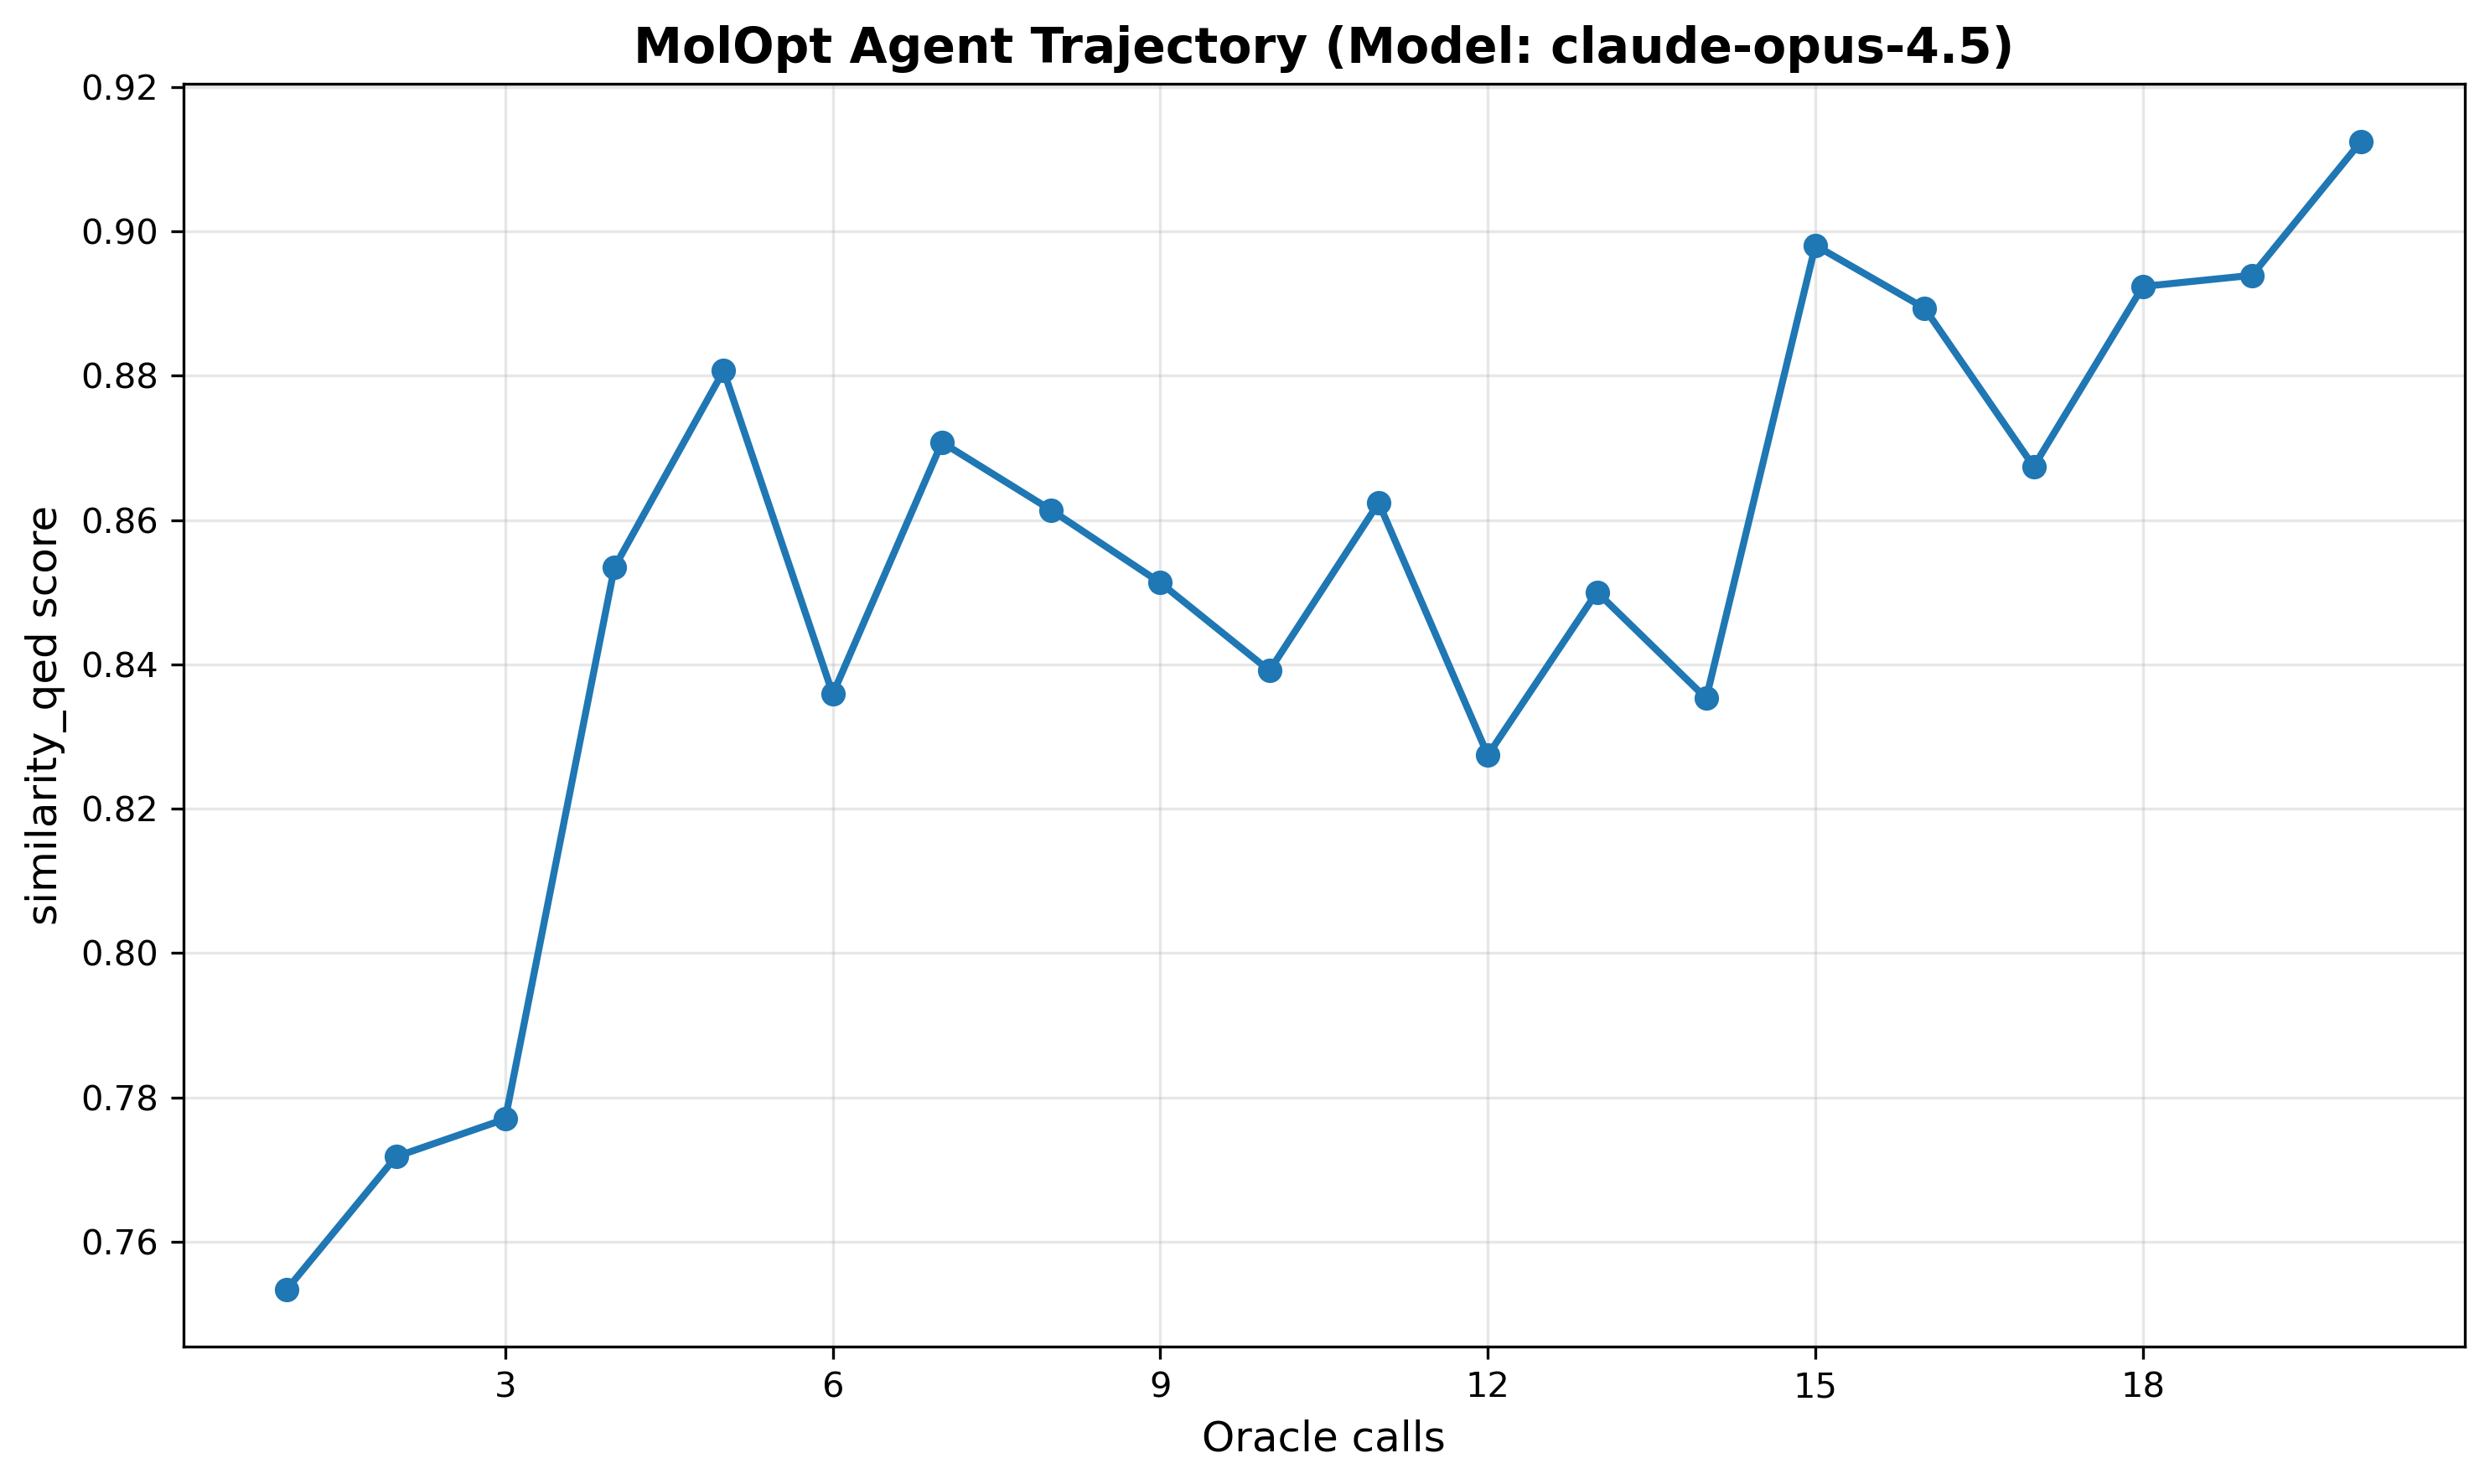 MolOpt Agent Trajectory (Model: claude-opus-4.5)
similarity_qed score
0.92
0.90
0.88
0.86
0.84
0.82
0.80
0.78
0.76
3 6 9 12 15 18
Oracle calls